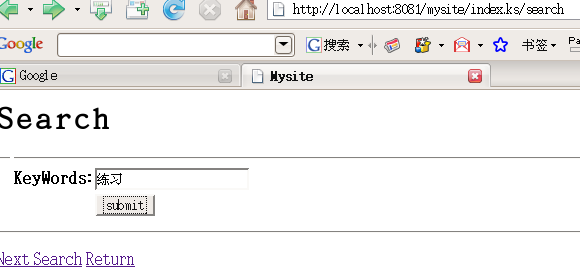 http://localhost:8081/mysite/index.ks/search
Google 搜索 书签 Pa
Google Mysite
Search
KeyWords: 练习
submit
Next Search Return